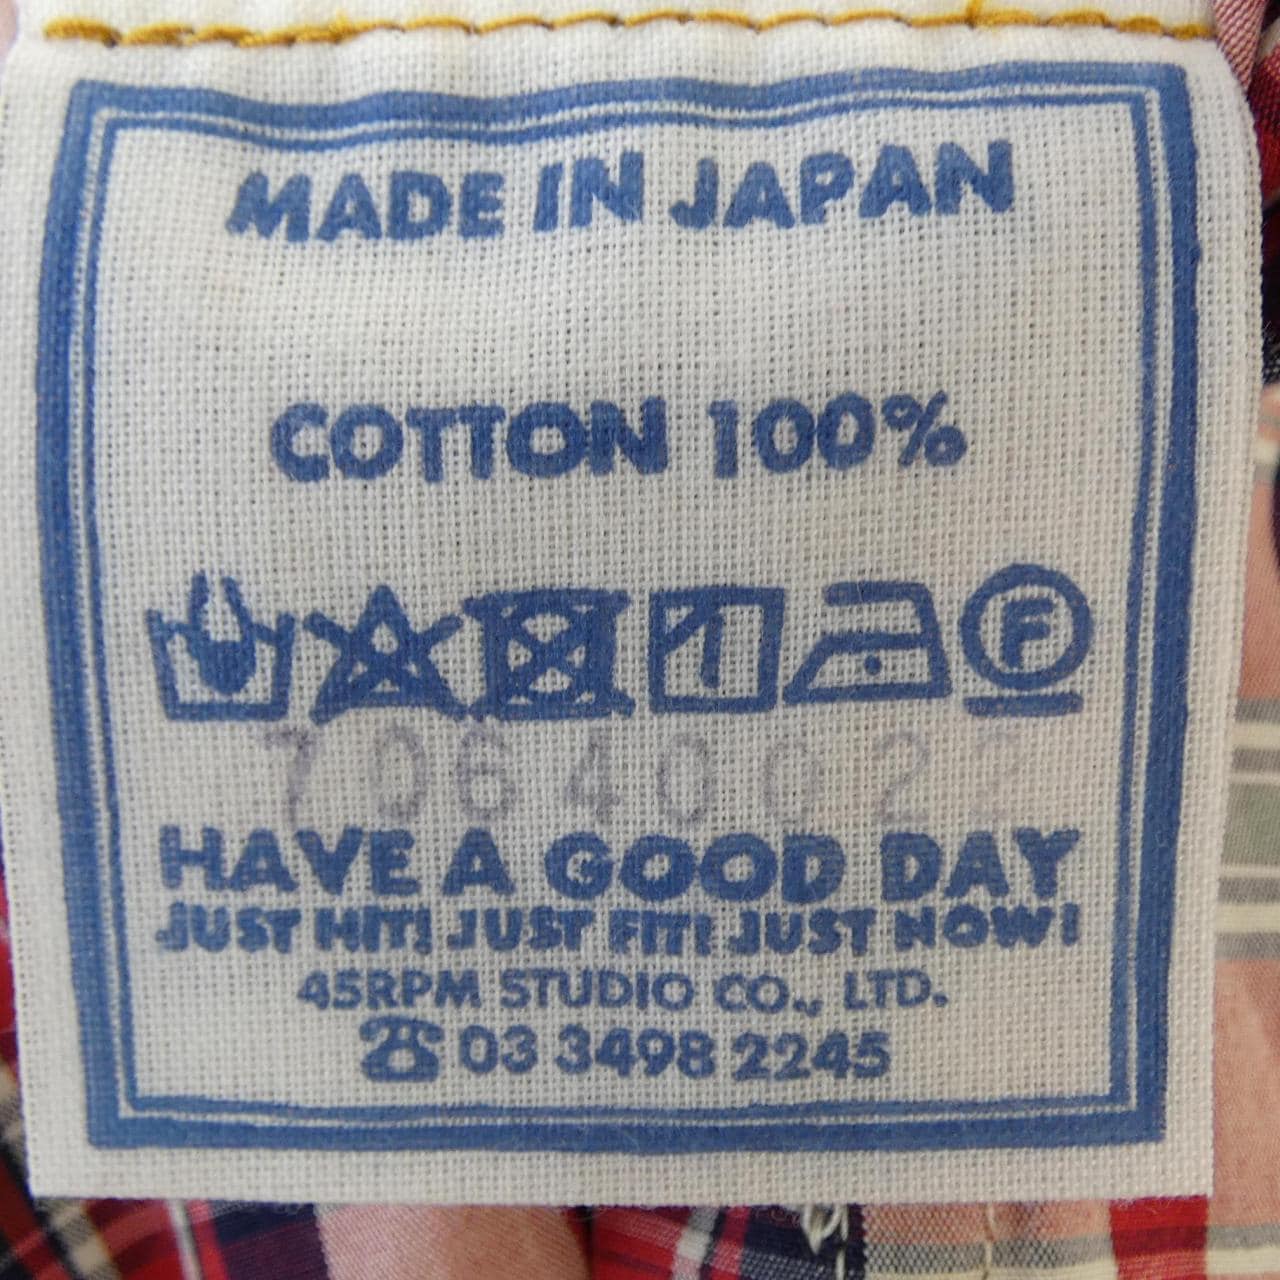 MADE IN JAPAN
COTTON 100%
F
HAVE A GOOD DAY
JUST HIT! JUST FIT! JUST NOW!
45RPM STUDIO CO., LTD.
☎03 3498 2245